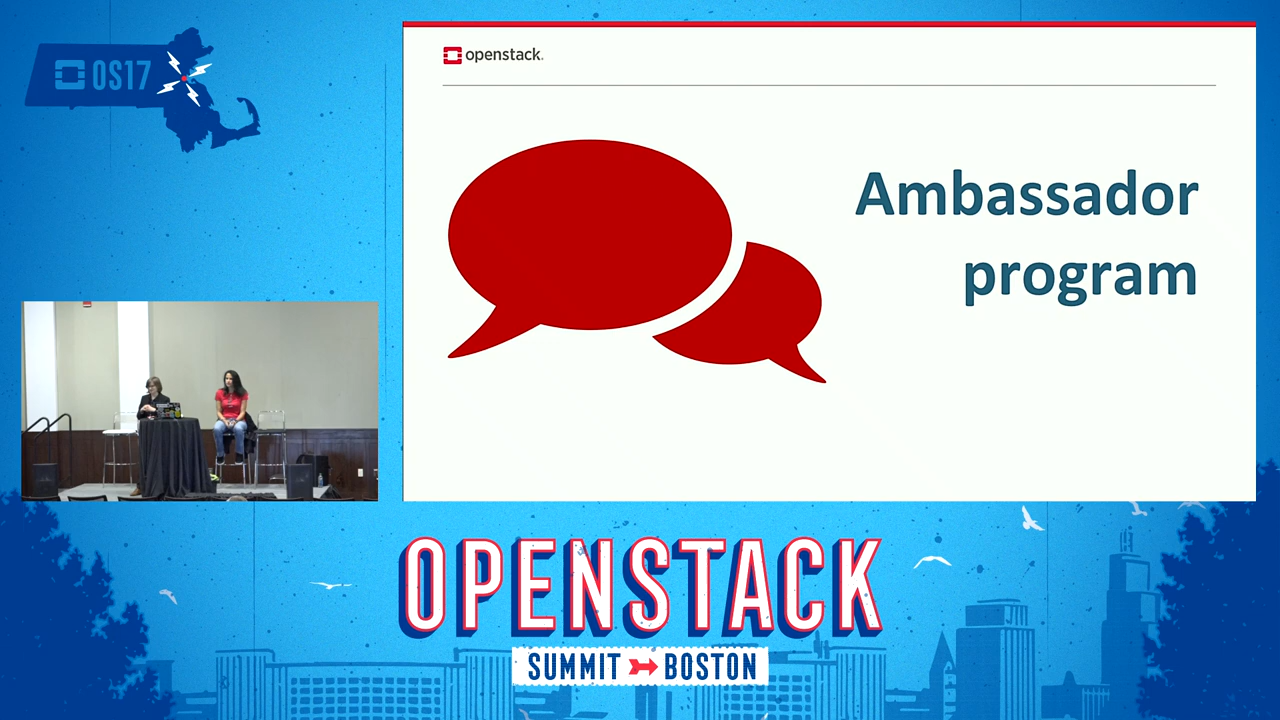 OS17
openstack.
Ambassador
program
OPENSTACK
SUMMIT BOSTON